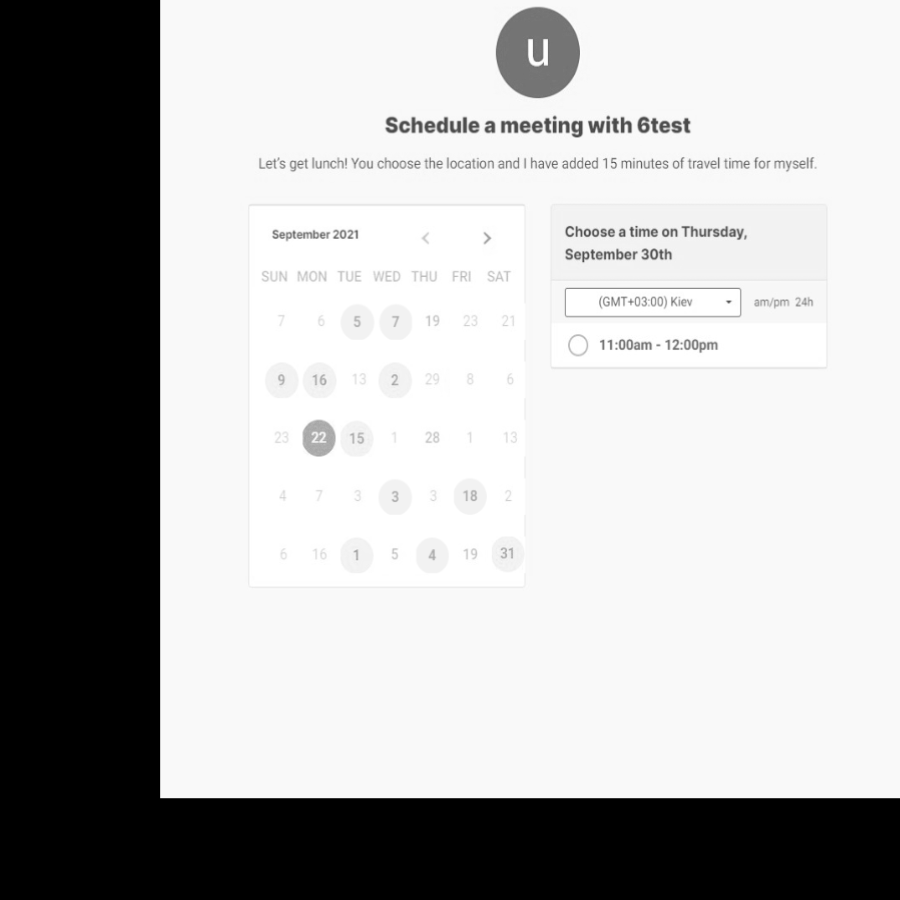 u
Schedule a meeting with 6test
Let's get lunch! You choose the location and I have added 15 minutes of travel time for myself.
September 2021
SUN MON TUE WED THU FRI SAT
7 6 5 7 19 23 21
9 16 13 2 29 8 6
23 22 15 1 28 1 13
4 7 3 3 3 18 2
6 16 1 5 4 19 31
Choose a time on Thursday,
September 30th
(GMT+03:00) Kiev am/pm 24h
11:00am - 12:00pm